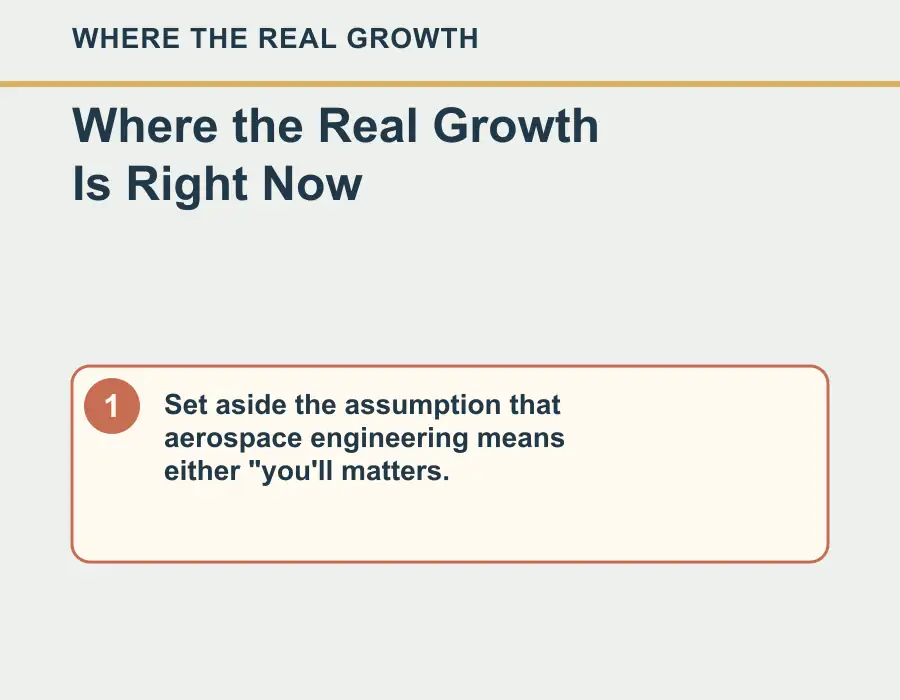 WHERE THE REAL GROWTH
Where the Real Growth
Is Right Now
1
Set aside the assumption that
aerospace engineering means
either "you'll matters.